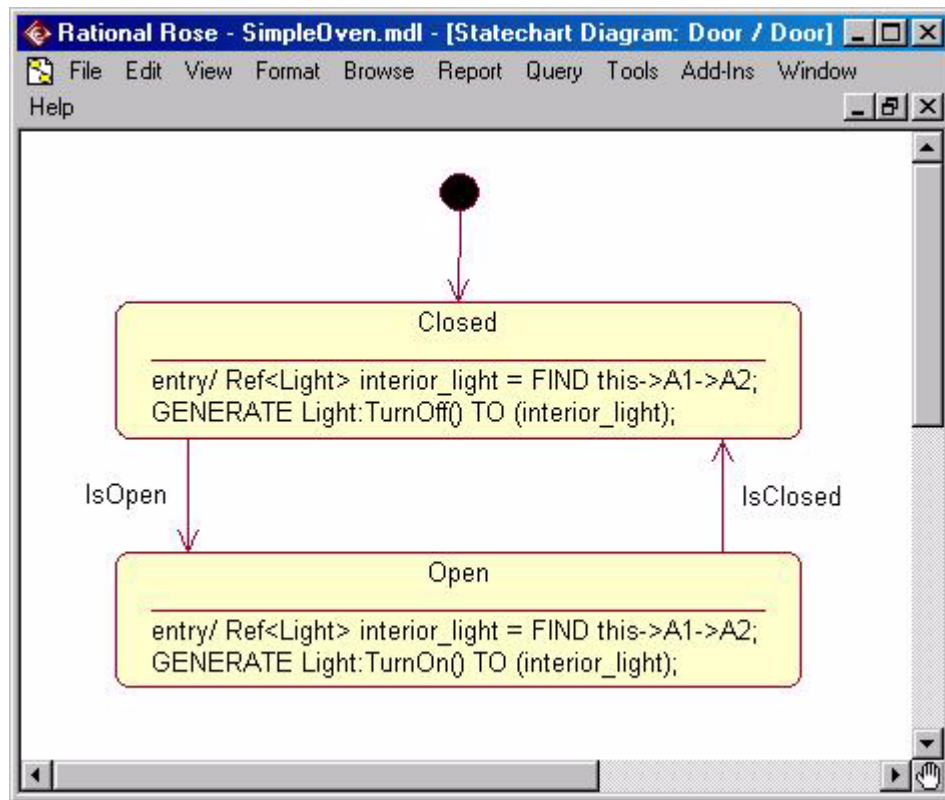 Rational Rose - SimpleOven.mdl - [Statechart Diagram: Door / Door]
File Edit View Format Browse Report Query Tools Add-Ins Window
Help
Closed
entry/ Ref<Light> interior_light = FIND this->A1->A2;
GENERATE Light:TurnOff() TO (interior_light);
IsOpen
IsClosed
Open
entry/ Ref<Light> interior_light = FIND this->A1->A2;
GENERATE Light:TurnOn() TO (interior_light);